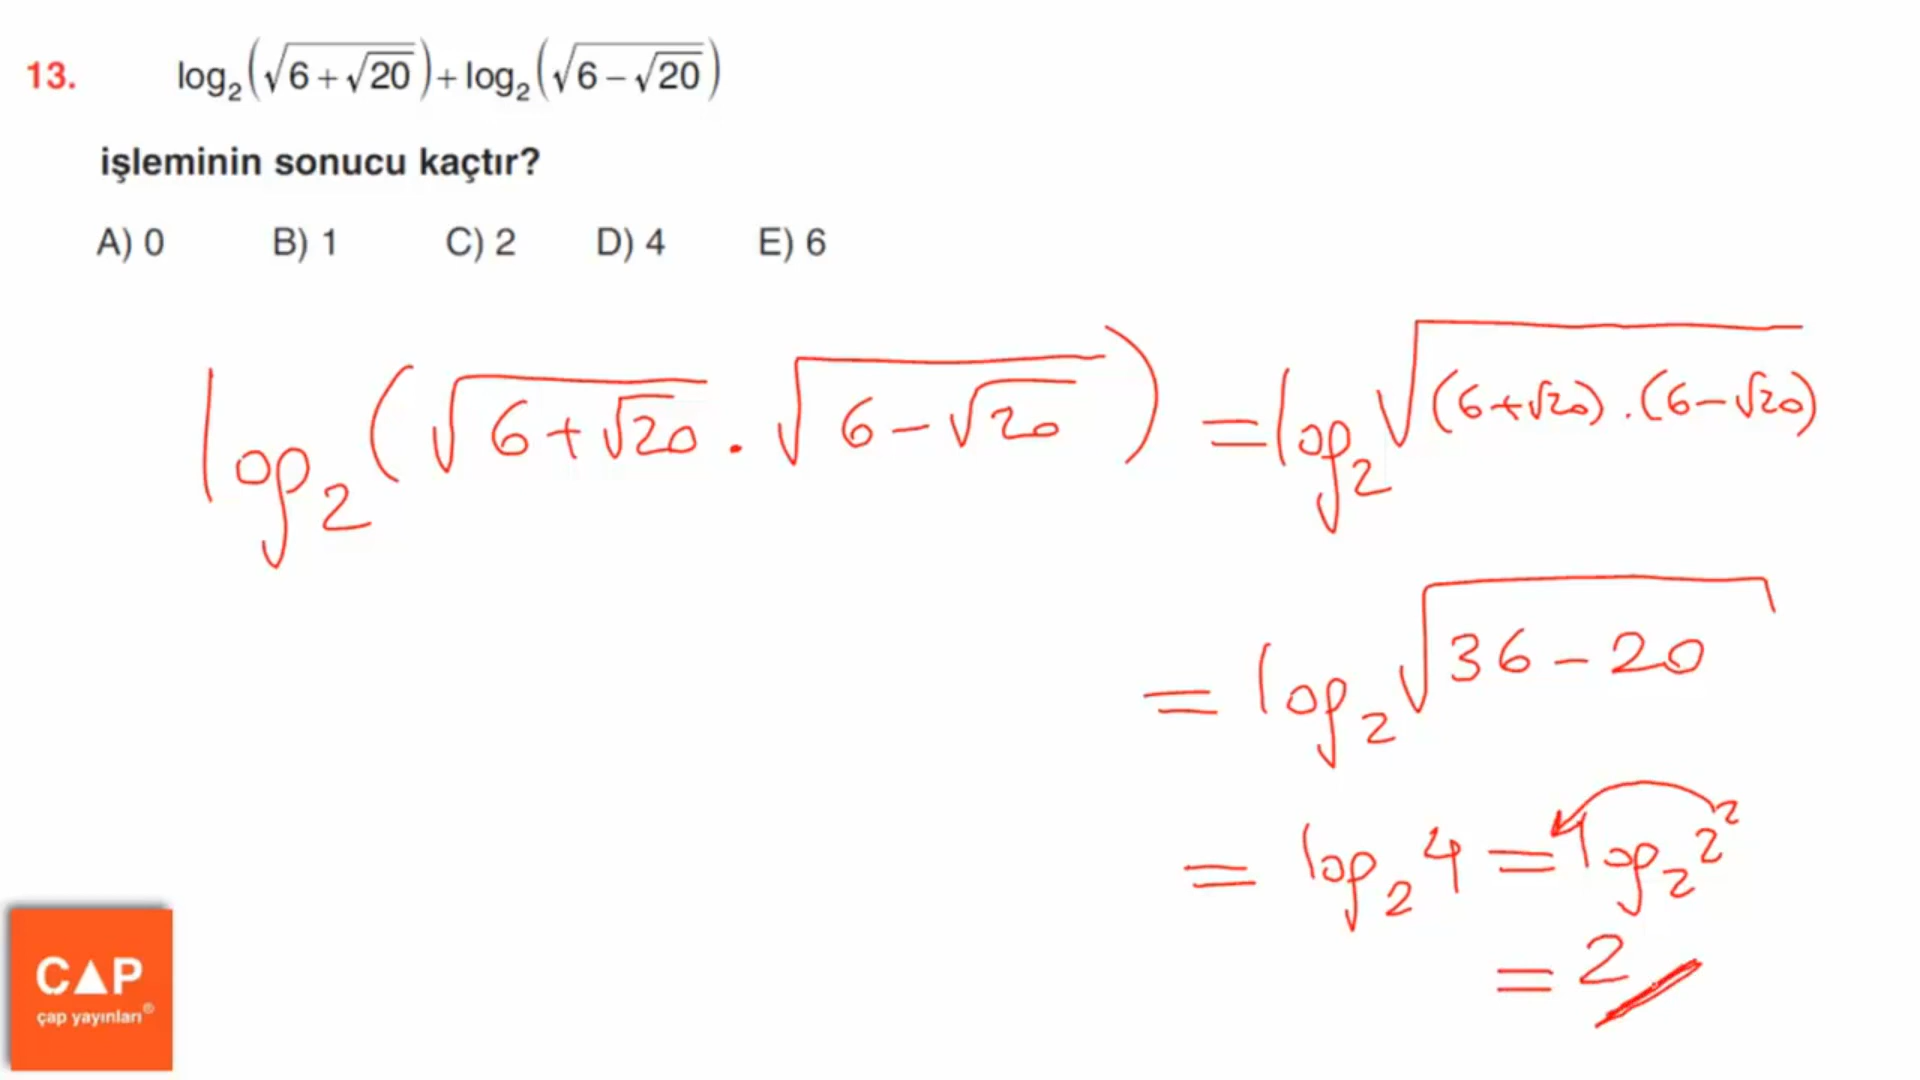 13. log₂(√(6+√20))+log₂(√(6−√20))
işleminin sonucu kaçtır?
A) 0 B) 1 C) 2 D) 4 E) 6
log₂(√(6+√20) . √(6−√20)) = log₂√((6+√20).(6−√20))
= log₂√(36−20)
= log₂4 = log₂2²
= 2
CAP
çap yayınları®